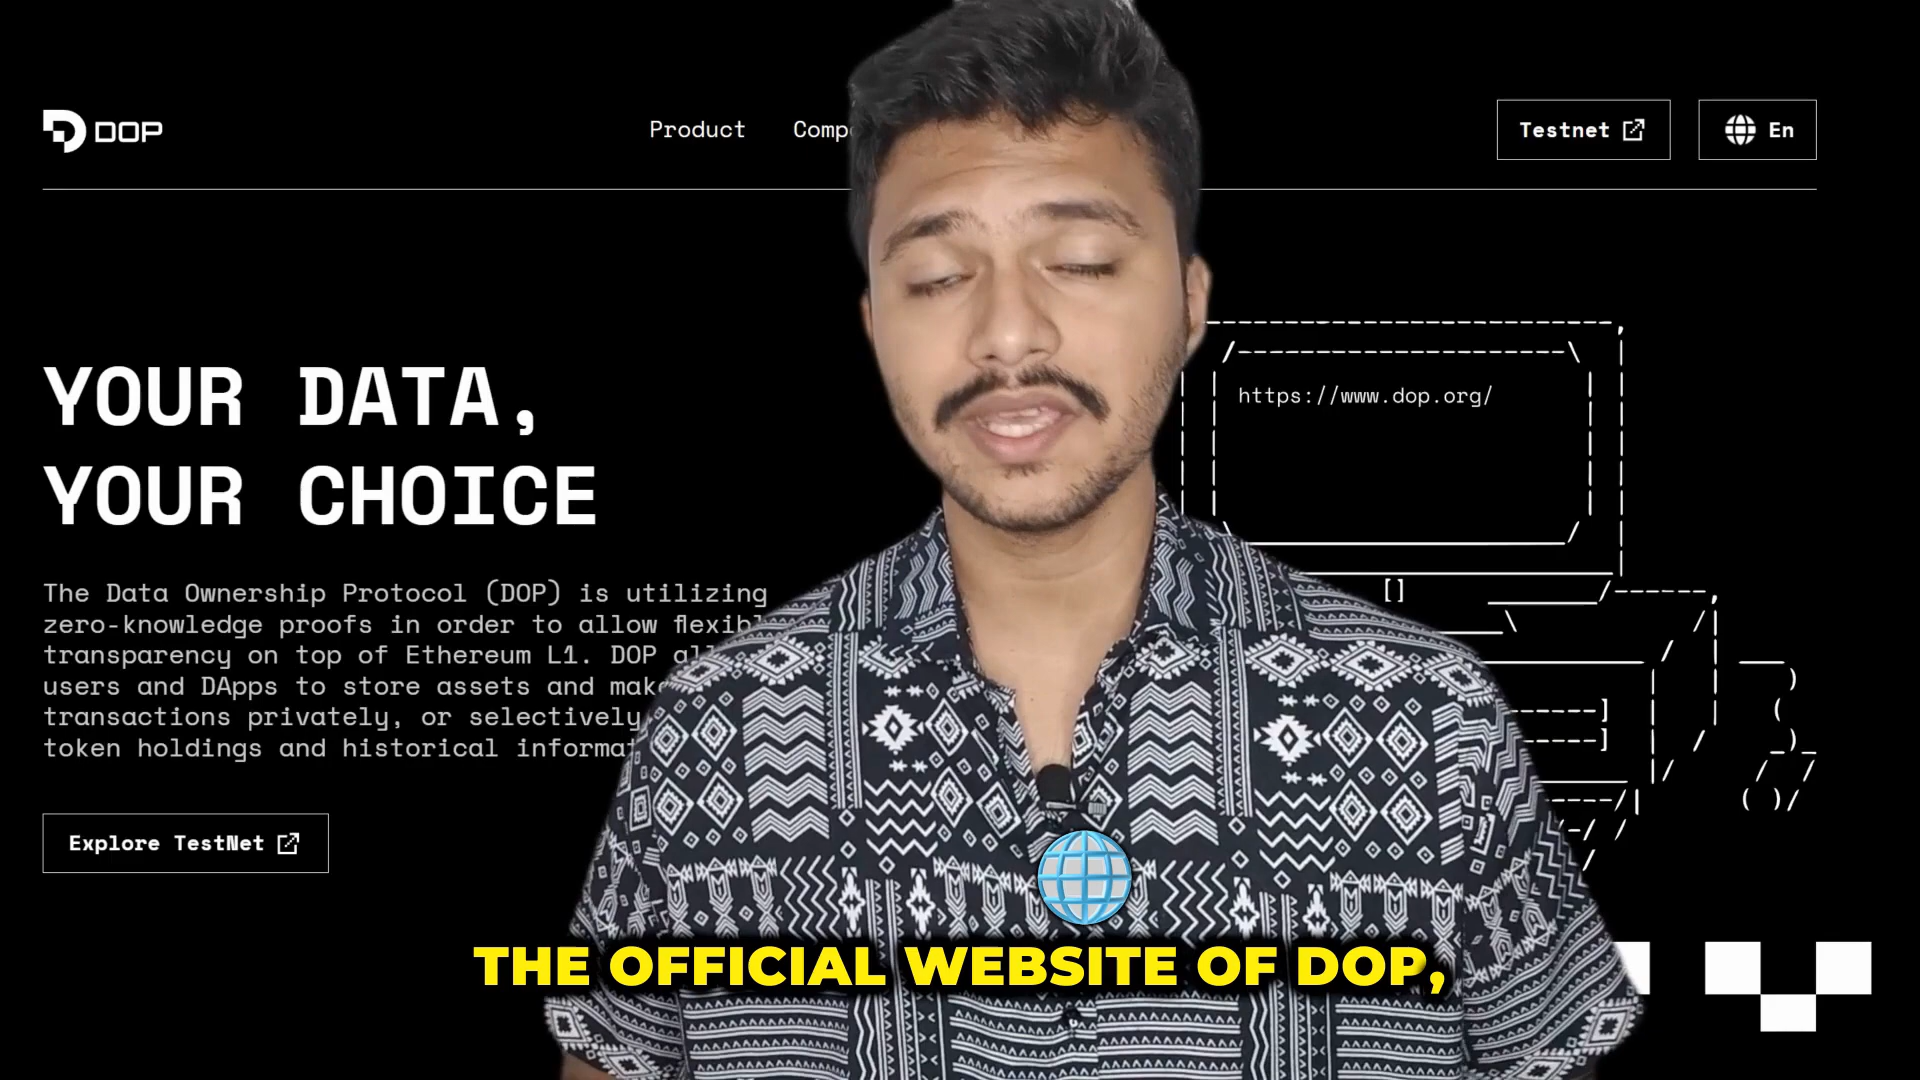 DOP
Product
Testnet
En
https://www.dop.org/
YOUR DATA,
YOUR CHOICE
The Data Ownership Protocol (DOP) is utilizing
zero-knowledge proofs in order to allow
transparency on top of Ethereum L1. DOP
users and DApps to store assets and
transactions privately, or selectively
token holdings and historical
Explore TestNet
THE OFFICIAL WEBSITE OF DOP,